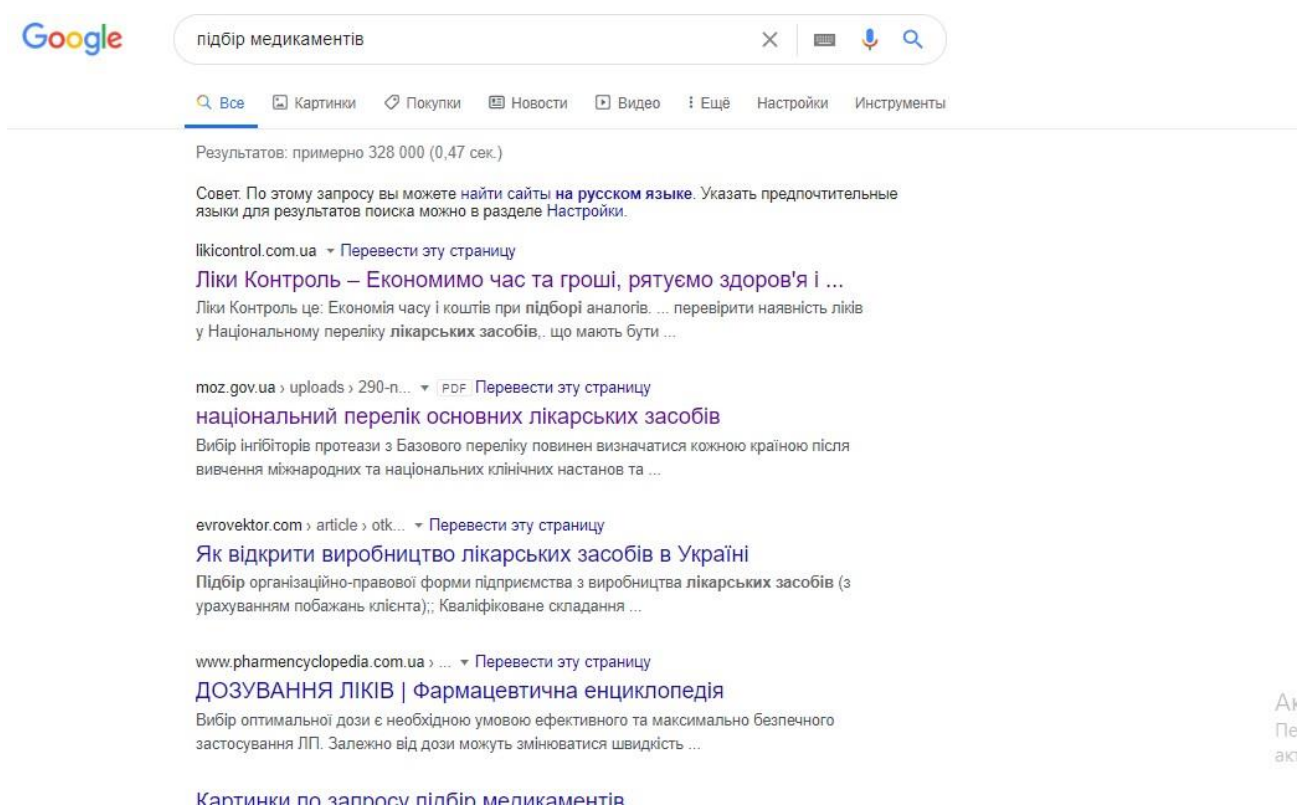 Google
підбір медикаментів
Все Картинки Покупки Новости Видео Ещё Настройки Инструменты
Результатов: примерно 328 000 (0,47 сек.)
Совет. По этому запросу вы можете найти сайты на русском языке. Указать предпочтительные
языки для результатов поиска можно в разделе Настройки.
likicontrol.com.ua Перевести эту страницу
Ліки Контроль – Економимо час та гроші, рятуємо здоров'я і ...
Ліки Контроль це: Економія часу і коштів при підборі аналогів. ... перевірити наявність ліків
у Національному переліку лікарських засобів,. що мають бути ...
moz.gov.ua › uploads › 290-n... PDF Перевести эту страницу
національний перелік основних лікарських засобів
Вибір інгібіторів протеази з Базового переліку повинен визначатися кожною країною після
вивчення міжнародних та національних клінічних настанов та ...
evrovektor.com › article › otk... Перевести эту страницу
Як відкрити виробництво лікарських засобів в Україні
Підбір організаційно-правової форми підприємства з виробництва лікарських засобів (з
урахуванням побажань клієнта);; Кваліфіковане складання ...
www.pharmencyclopedia.com.ua › ... Перевести эту страницу
ДОЗУВАННЯ ЛІКІВ | Фармацевтична енциклопедія
Вибір оптимальної дози є необхідною умовою ефективного та максимально безпечного
застосування ЛП. Залежно від дози можуть змінюватися швидкість ...
Картинки по запросу підбір медикаментів